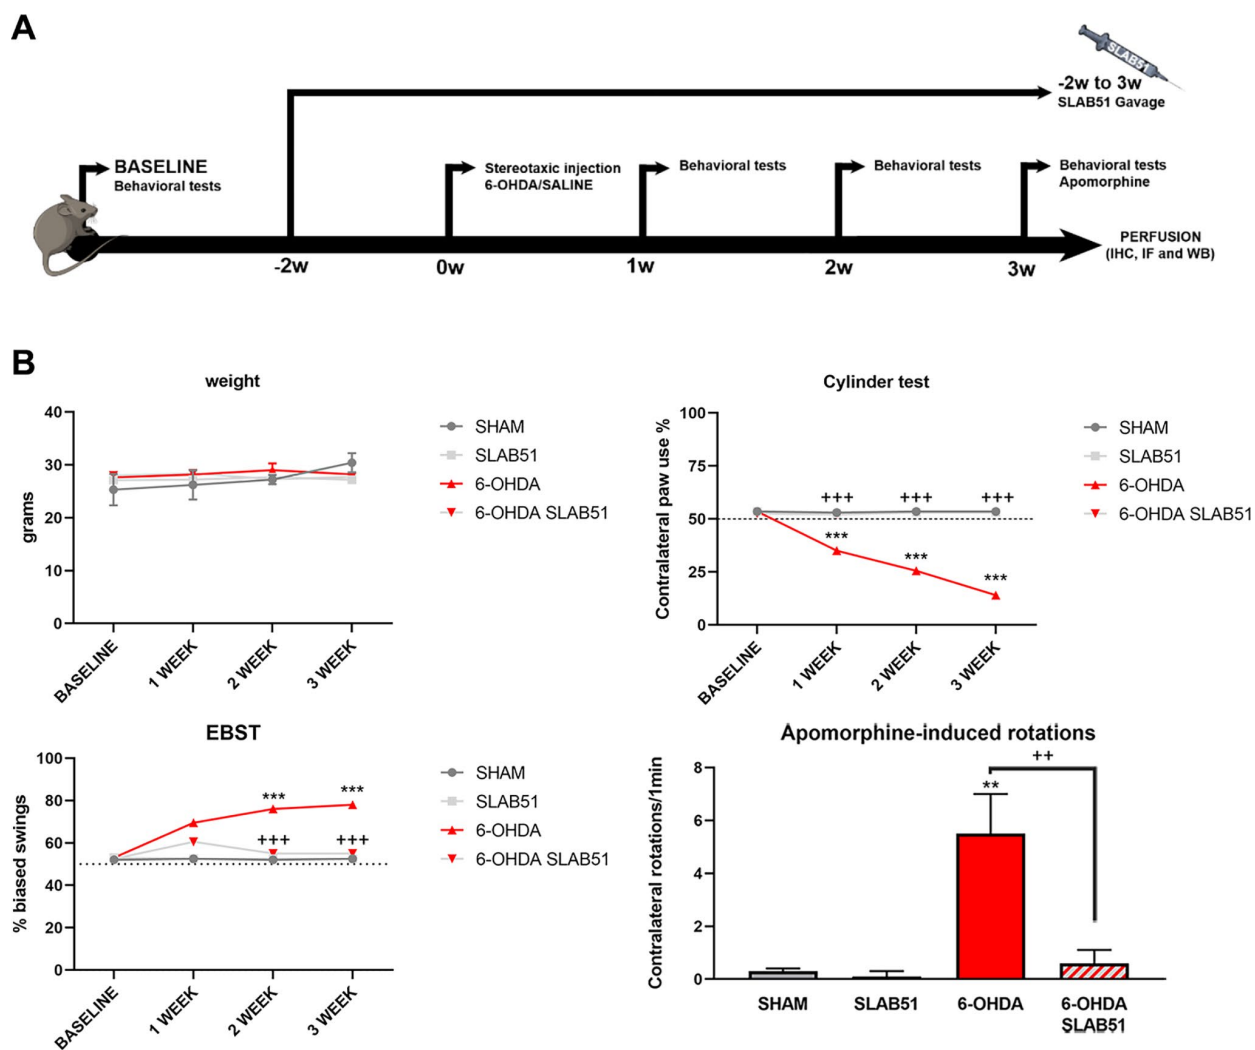 A
SLAB51
-2w to 3w
SLAB51 Gavage
BASELINE
Behavioral tests
Stereotaxic injection
6-OHDA/SALINE
Behavioral tests
Behavioral tests
Behavioral tests
Apomorphine
PERFUSION
(IHC, IF and WB)
-2w
0w
1w
2w
3w
B
weight
40
30
20
10
0
grams
BASELINE
1 WEEK
2 WEEK
3 WEEK
SHAM
SLAB51
6-OHDA
6-OHDA SLAB51
Cylinder test
100
75
50
25
0
Contralateral paw use %
+++
+++
+++
***
***
***
BASELINE
1 WEEK
2 WEEK
3 WEEK
SHAM
SLAB51
6-OHDA
6-OHDA SLAB51
EBST
100
80
60
40
20
0
% biased swings
***
***
+++
+++
BASELINE
1 WEEK
2 WEEK
3 WEEK
SHAM
SLAB51
6-OHDA
6-OHDA SLAB51
Apomorphine-induced rotations
8
6
4
2
0
Contralateral rotations/1min
++
**
SHAM
SLAB51
6-OHDA
6-OHDA
SLAB51